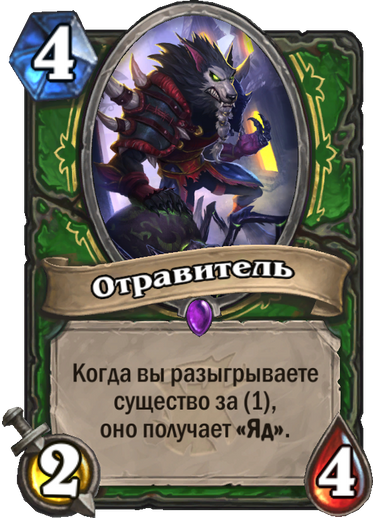 4
Отравитель
Когда вы разыгрываете
существо за (1),
оно получает «Яд».
2
4